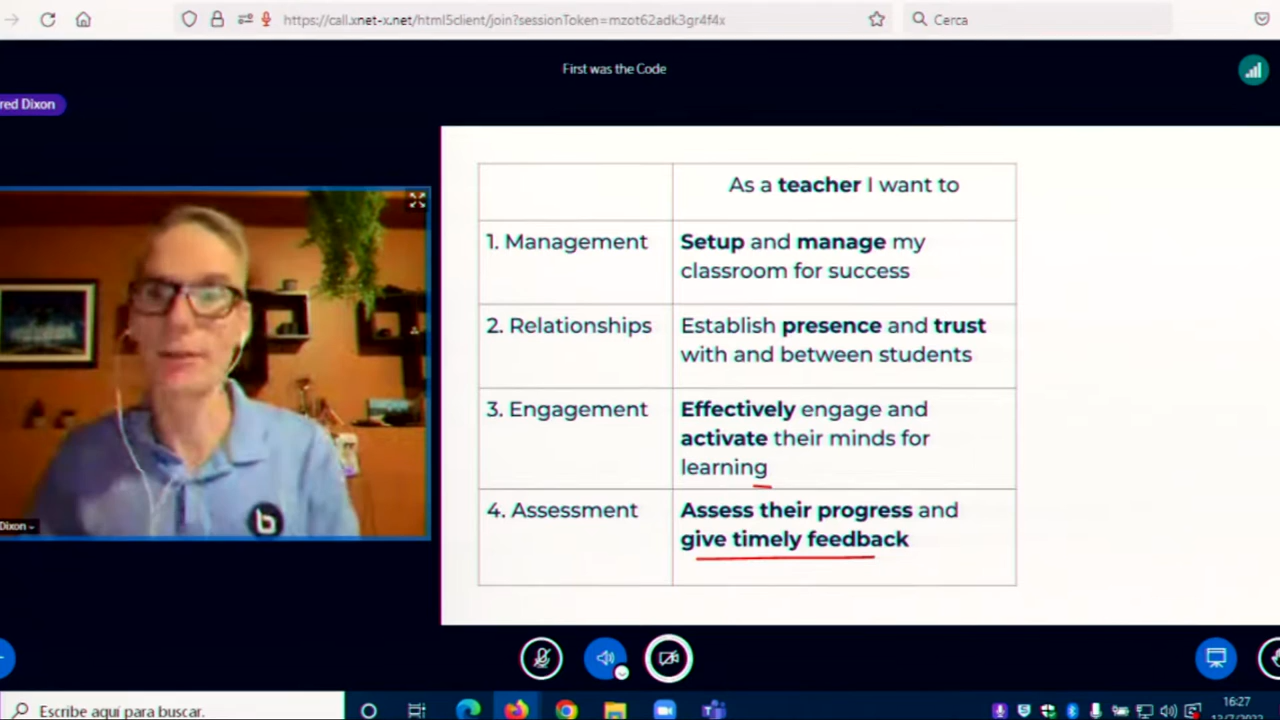 https://call.xnet-x.net/html5client/join?sessionToken=mzot62adk3gr4f4x
Cerca
First was the Code
red Dixon
As a teacher I want to
1. Management
Setup and manage my
classroom for success
2. Relationships
Establish presence and trust
with and between students
3. Engagement
Effectively engage and
activate their minds for
learning
4. Assessment
Assess their progress and
give timely feedback
Dixon
Escribe aquí para buscar.
16:27